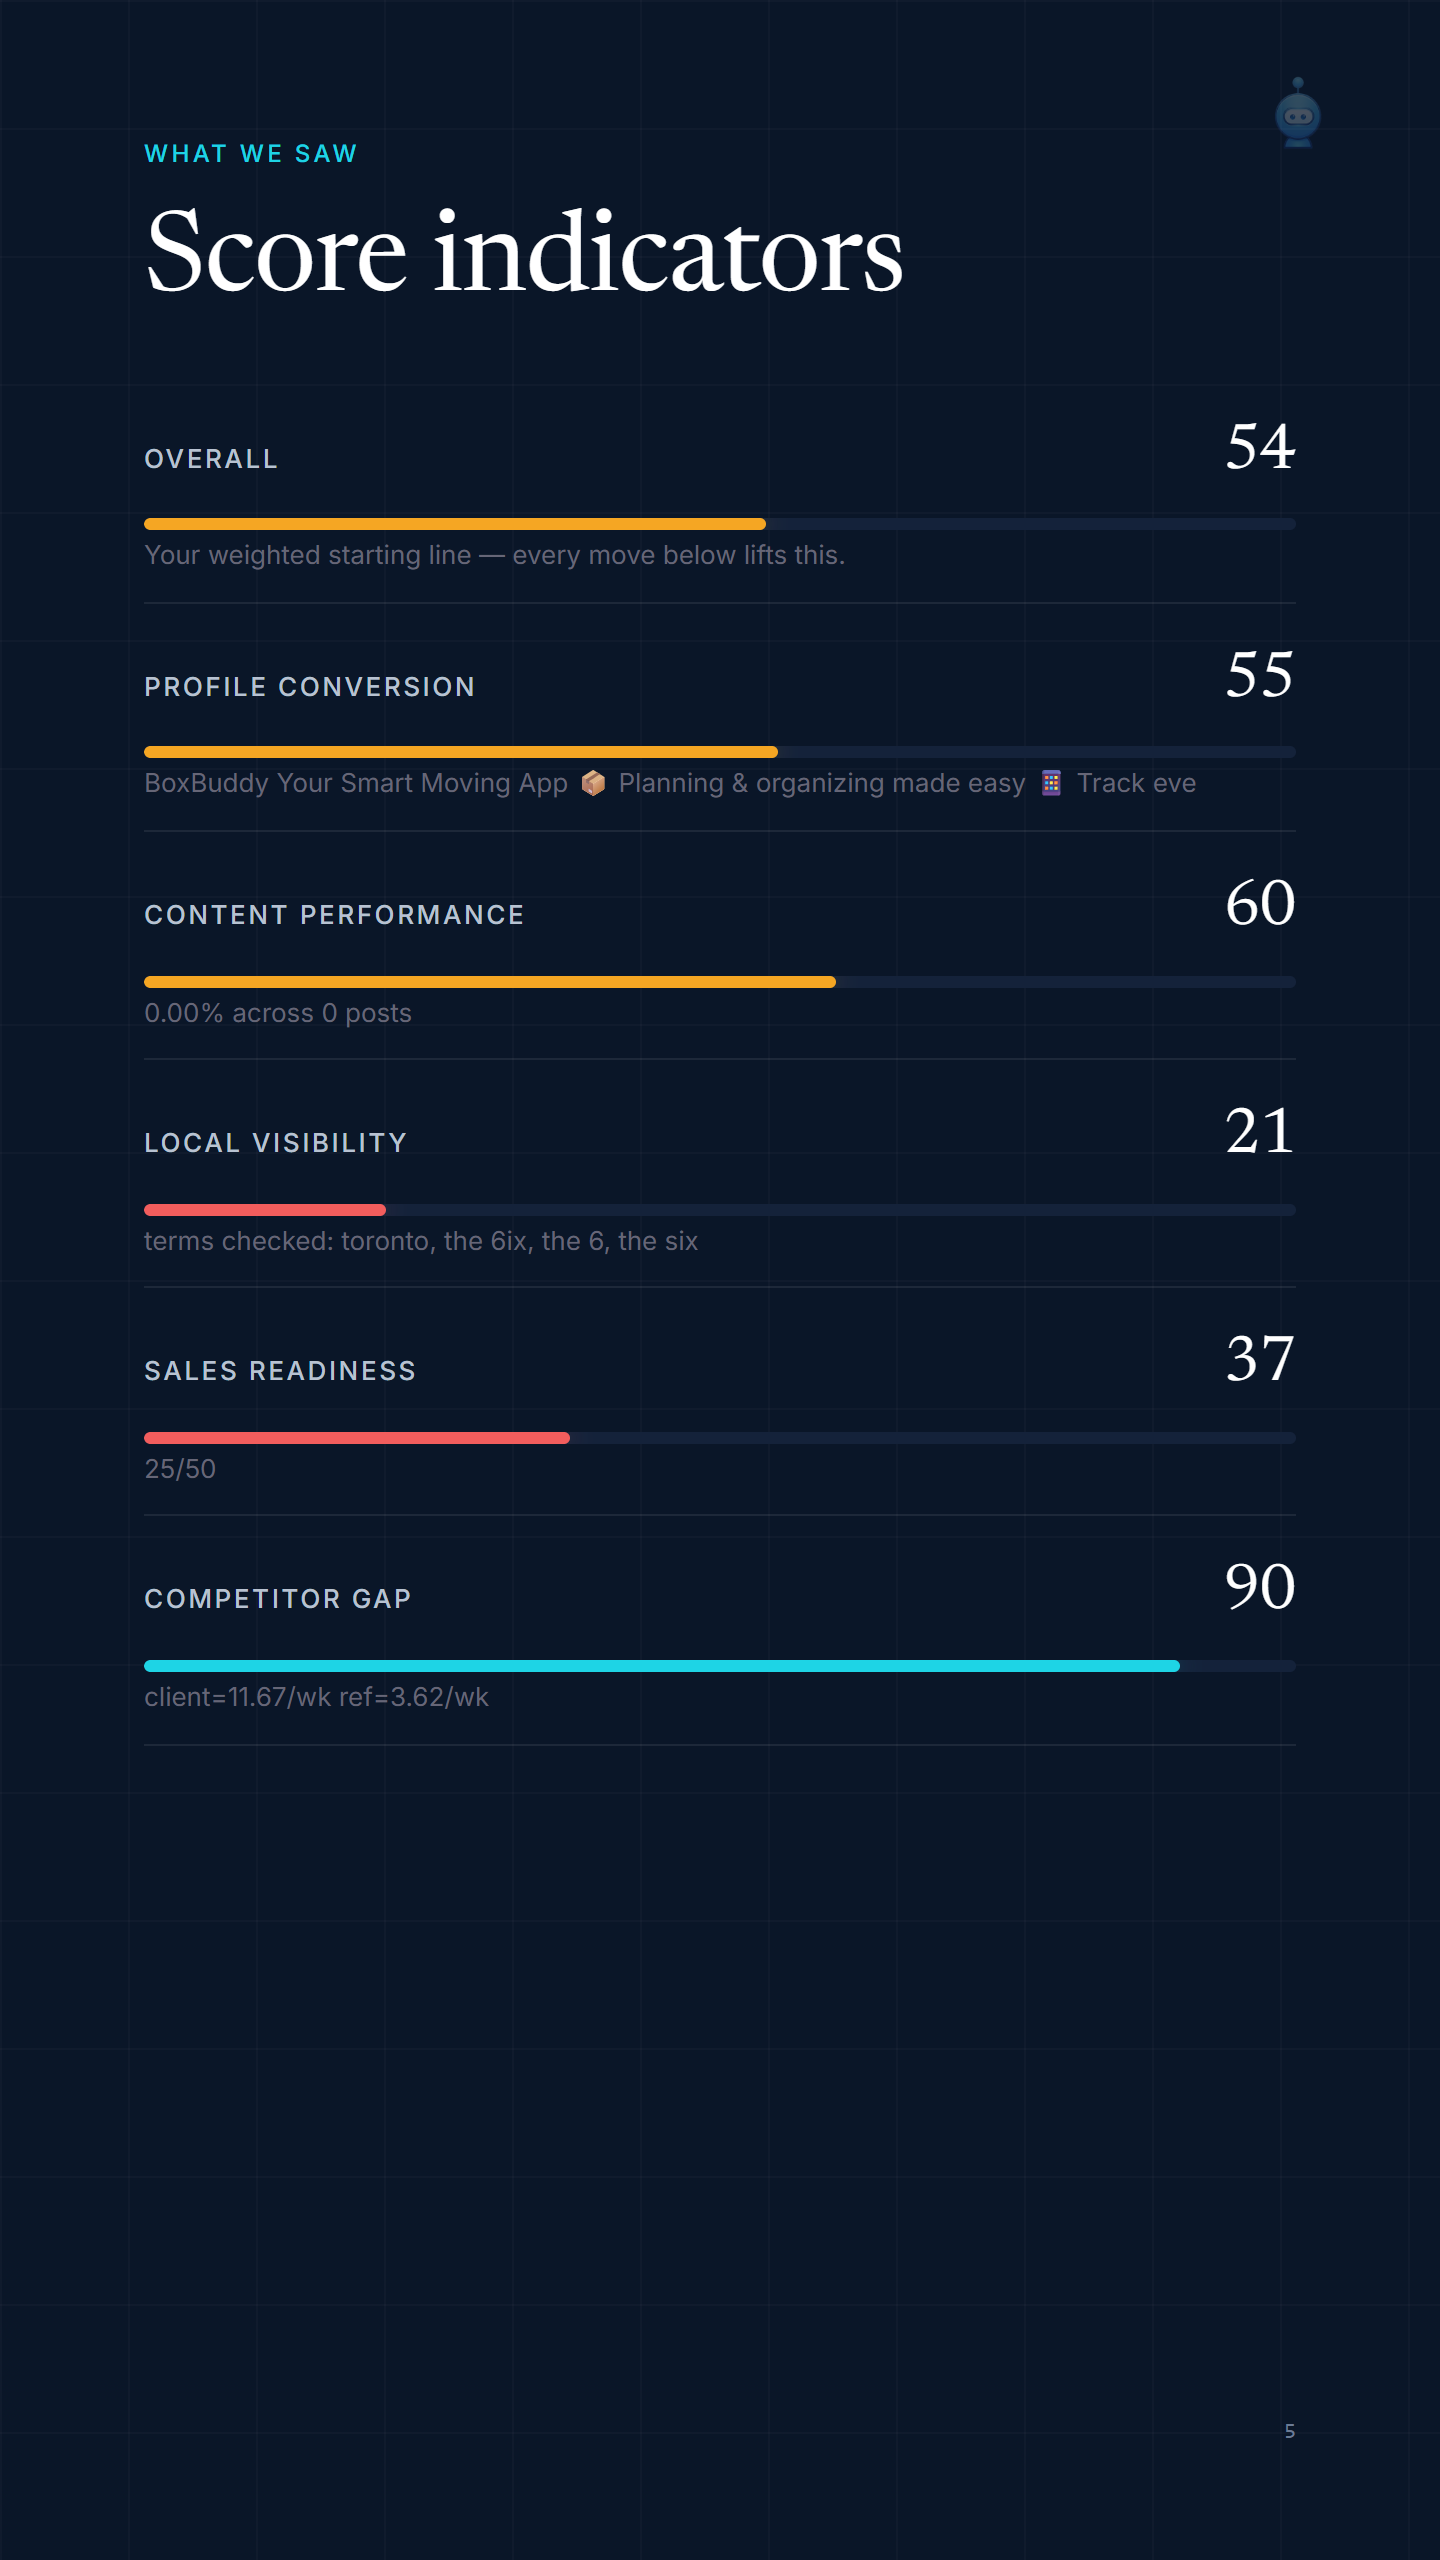 WHAT WE SAW
Score indicators
OVERALL 54
Your weighted starting line — every move below lifts this.
PROFILE CONVERSION 55
BoxBuddy Your Smart Moving App 📦 Planning & organizing made easy 📱 Track eve
CONTENT PERFORMANCE 60
0.00% across 0 posts
LOCAL VISIBILITY 21
terms checked: toronto, the 6ix, the 6, the six
SALES READINESS 37
25/50
COMPETITOR GAP 90
client=11.67/wk ref=3.62/wk
5